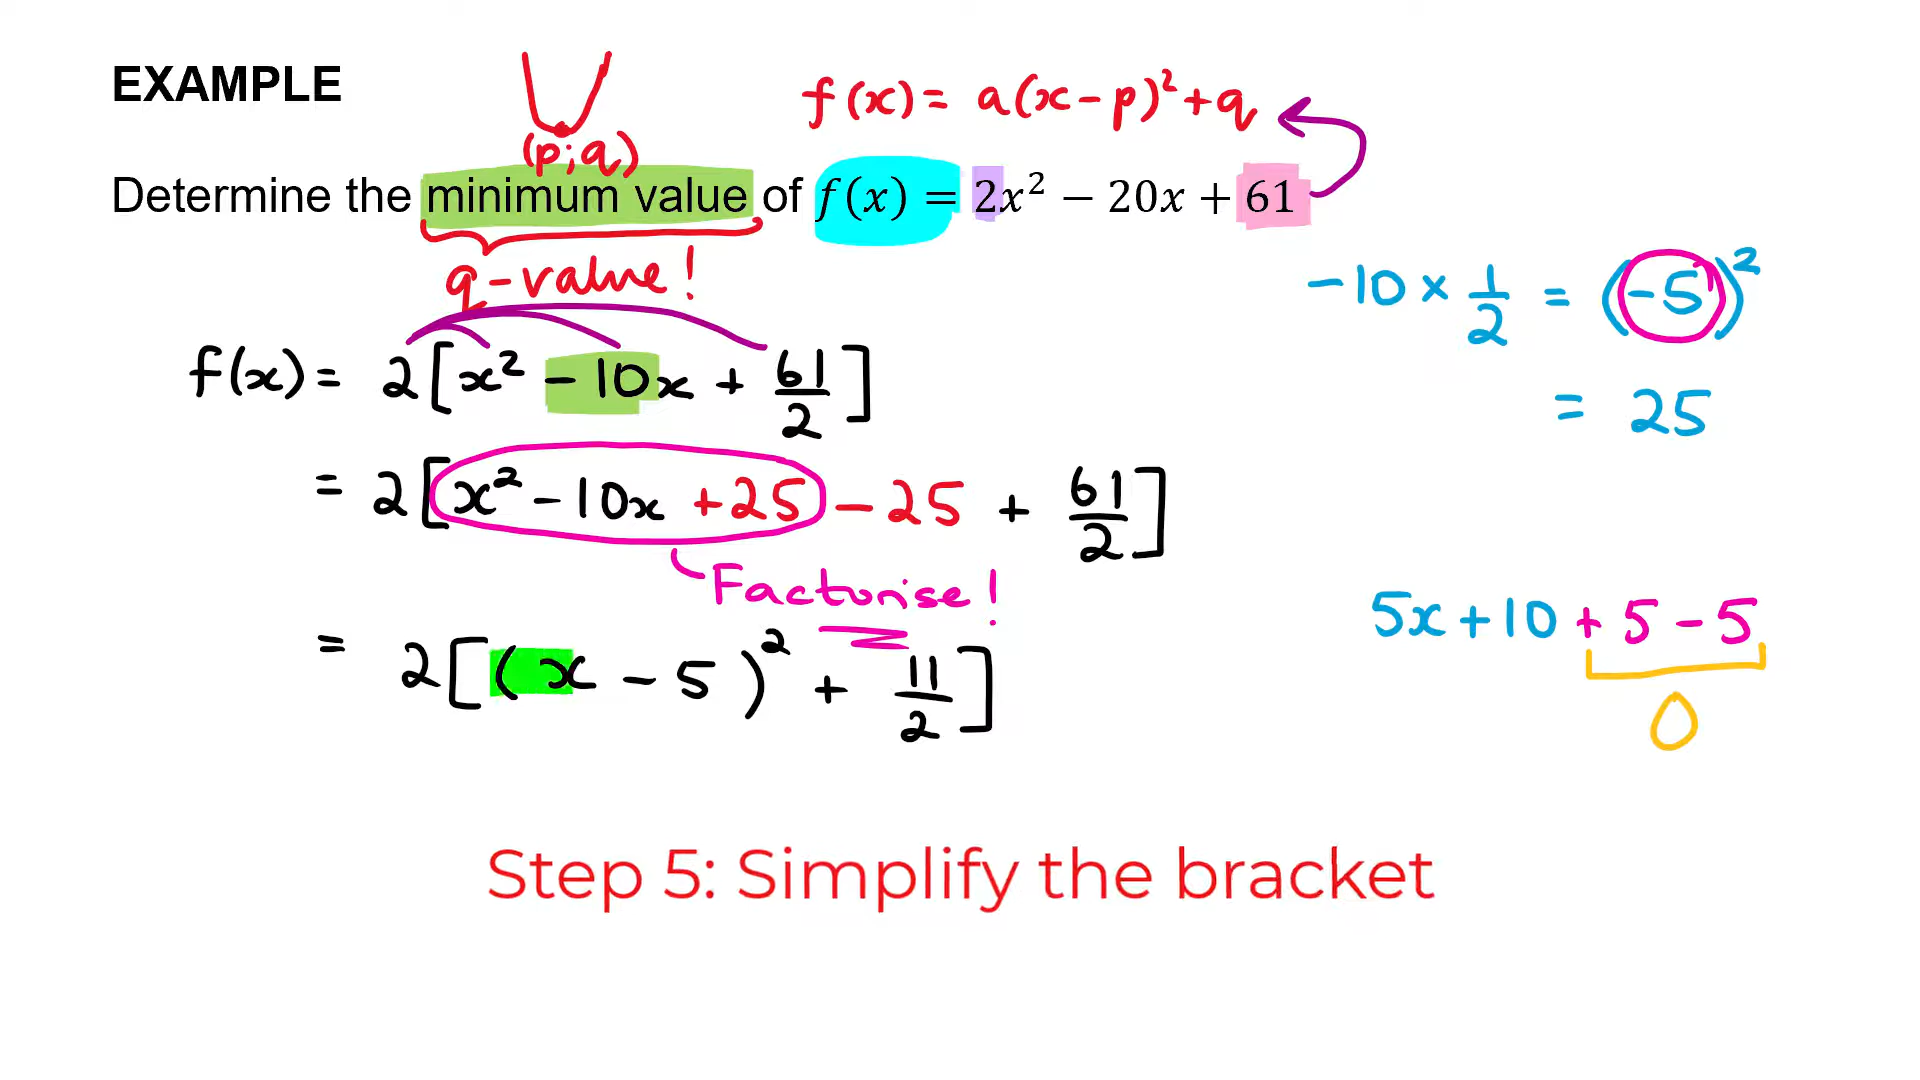 EXAMPLE
(p;q)
f(x) = a(x-p)²+q
Determine the minimum value of f(x) = 2x² − 20x + 61
q-value!
-10 × 1/2 = (-5)²
= 25
f(x) = 2[x² - 10x + 61/2]
= 2[x² - 10x + 25 - 25 + 61/2]
Factorise!
5x + 10 + 5 - 5
0
= 2[(x - 5)² + 11/2]
Step 5: Simplify the bracket